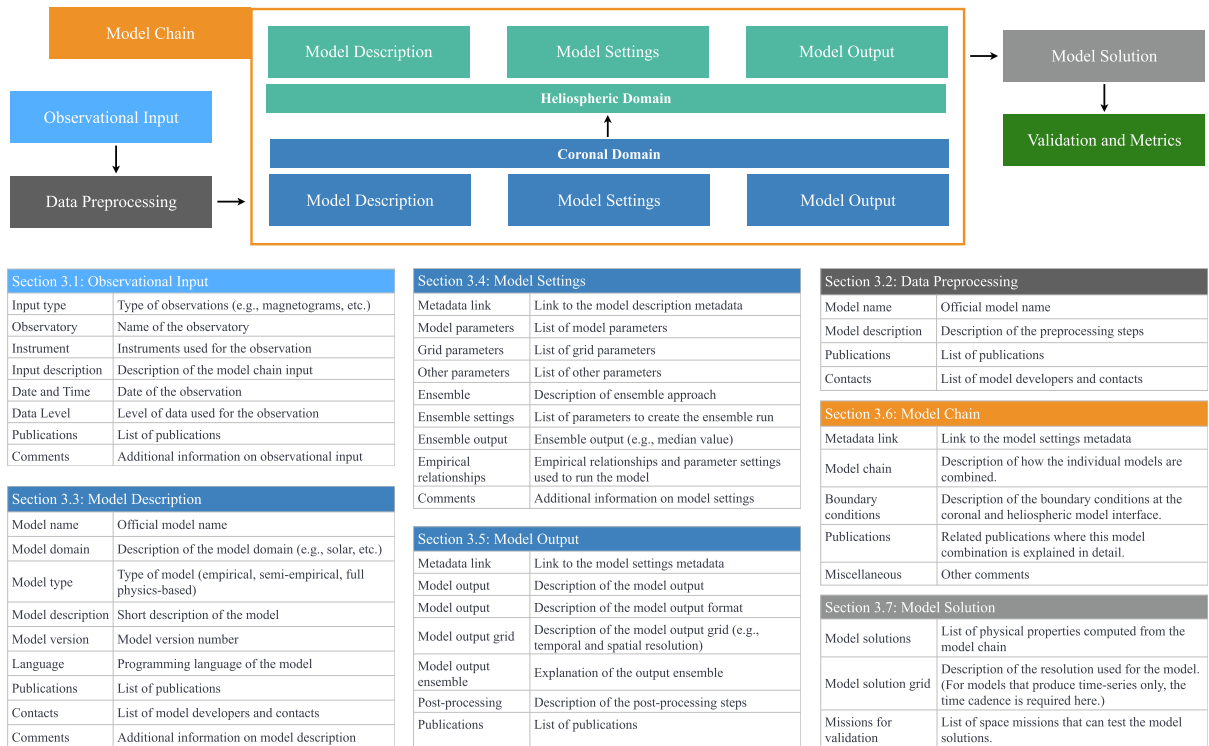 Model Chain
Model Description
Model Settings
Model Output
Heliospheric Domain
Coronal Domain
Model Description
Model Settings
Model Output
Observational Input
Data Preprocessing
Model Solution
Validation and Metrics
Section 3.1: Observational Input
Input type Type of observations (e.g., magnetograms, etc.)
Observatory Name of the observatory
Instrument Instruments used for the observation
Input description Description of the model chain input
Date and Time Date of the observation
Data Level Level of data used for the observation
Publications List of publications
Comments Additional information on observational input
Section 3.3: Model Description
Model name Official model name
Model domain Description of the model domain (e.g., solar, etc.)
Model type Type of model (empirical, semi-empirical, full
physics-based)
Model description Short description of the model
Model version Model version number
Language Programming language of the model
Publications List of publications
Contacts List of model developers and contacts
Comments Additional information on model description
Section 3.4: Model Settings
Metadata link Link to the model description metadata
Model parameters List of model parameters
Grid parameters List of grid parameters
Other parameters List of other parameters
Ensemble Description of ensemble approach
Ensemble settings List of parameters to create the ensemble run
Ensemble output Ensemble output (e.g., median value)
Empirical Empirical relationships and parameter settings
relationships used to run the model
Comments Additional information on model settings
Section 3.5: Model Output
Metadata link Link to the model settings metadata
Model output Description of the model output
Model output Description of the model output format
Model output grid Description of the model output grid (e.g.,
temporal and spatial resolution)
Model output
ensemble Explanation of the output ensemble
Post-processing Description of the post-processing steps
Publications List of publications
Section 3.2: Data Preprocessing
Model name Official model name
Model description Description of the preprocessing steps
Publications List of publications
Contacts List of model developers and contacts
Section 3.6: Model Chain
Metadata link Link to the model settings metadata
Model chain Description of how the individual models are
combined.
Boundary Description of the boundary conditions at the
conditions coronal and heliospheric model interface.
Publications Related publications where this model
combination is explained in detail.
Miscellaneous Other comments
Section 3.7: Model Solution
Model solutions List of physical properties computed from the
model chain
Model solution grid Description of the resolution used for the model.
(For models that produce time-series only, the
time cadence is required here.)
Missions for List of space missions that can test the model
validation solutions.